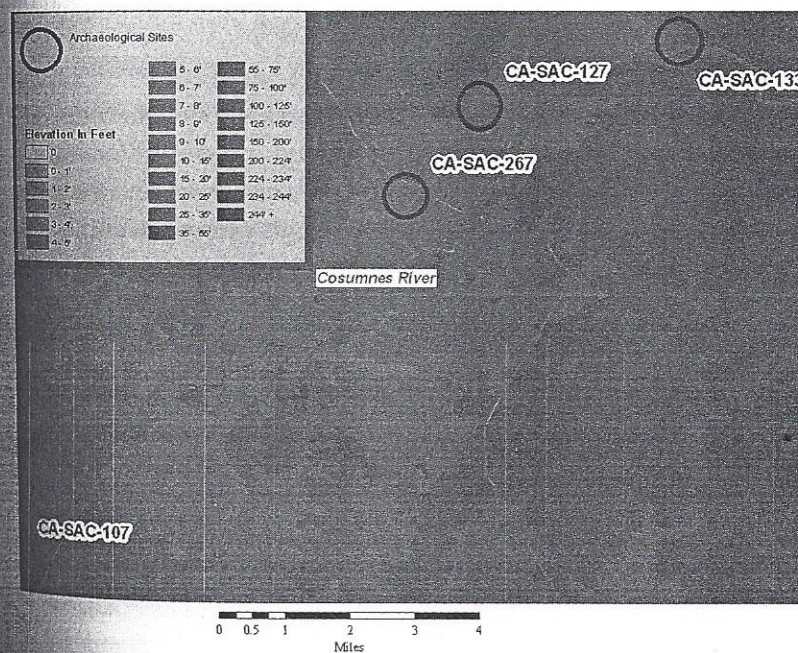 Archaeological Sites
Elevation In Feet
0
0 - 1'
1 - 2'
2 - 3'
3 - 4'
4 - 5'
5 - 6'
6 - 7'
7 - 8'
8 - 9'
9 - 10'
10 - 15'
15 - 20'
20 - 25'
25 - 35'
35 - 55'
55 - 75'
75 - 100'
100 - 125'
125 - 150'
150 - 200'
200 - 224'
224 - 234'
234 - 244'
244' +
CA-SAC-127
CA-SAC-133
CA-SAC-267
Cosumnes River
CA-SAC-107
0 0.5 1 2 3 4
Miles